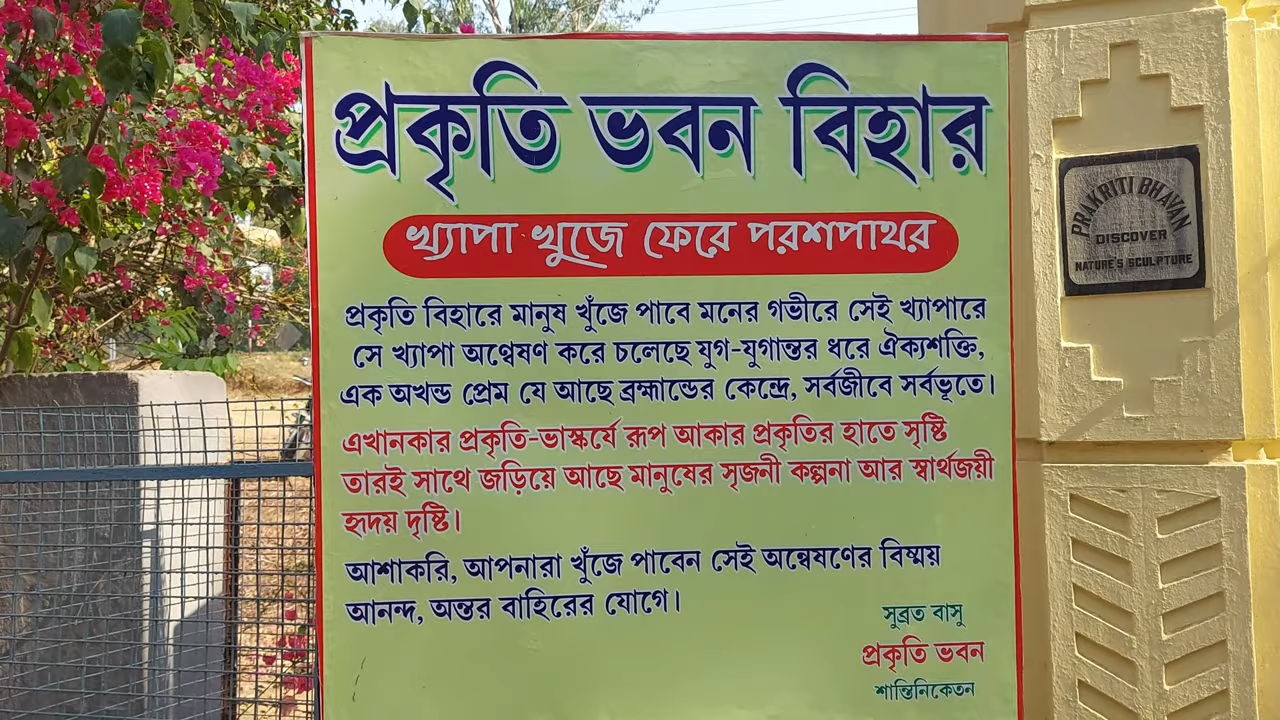 প্রকৃতি ভবন বিহার
খ্যাপা খুজে ফেরে পরশপাথর
প্রকৃতি বিহারে মানুষ খুঁজে পাবে মনের গভীরে সেই খ্যাপারে
সে খ্যাপা অণ্বেষণ করে চলেছে যুগ-যুগান্তর ধরে ঐক্যশক্তি,
এক অখন্ড প্রেম যে আছে ব্রহ্মান্ডের কেন্দ্রে, সর্বজীবে সর্বভূতে।
এখানকার প্রকৃতি-ভাস্কর্যে রূপ আকার প্রকৃতির হাতে সৃষ্টি
তারই সাথে জড়িয়ে আছে মানুষের সৃজনী কল্পনা আর স্বার্থজয়ী
হৃদয় দৃষ্টি।
আশাকরি, আপনারা খুঁজে পাবেন সেই অন্বেষণের বিষ্ময়
আনন্দ, অন্তর বাহিরের যোগে।
সুব্রত বাসু
প্রকৃতি ভবন
শান্তিনিকেতন
PRAKRITI BHAVAN
DISCOVER
NATURE'S SCULPTURE